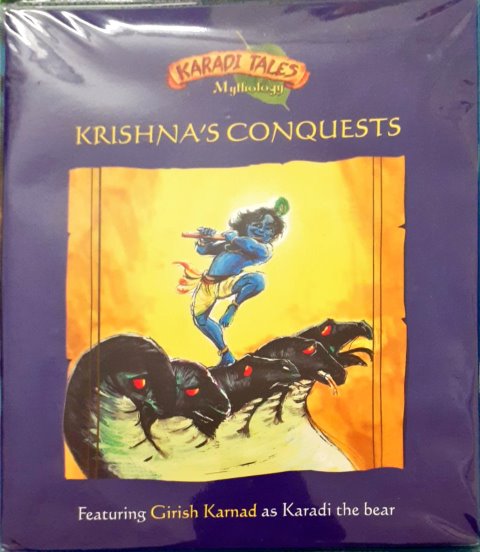 KARADI TALES
Mythology
KRISHNA'S CONQUESTS
Featuring Girish Karnad as Karadi the bear